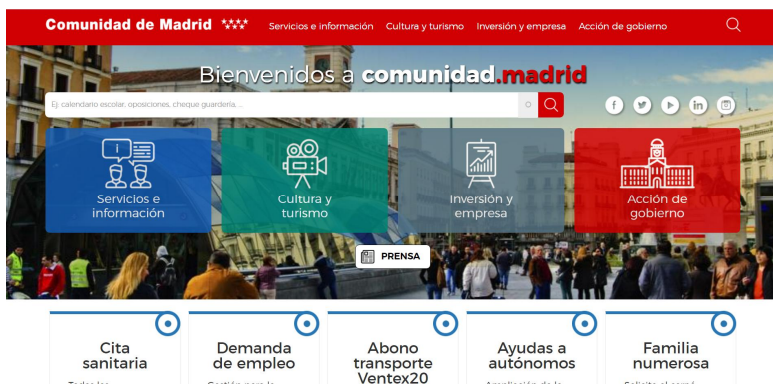 Comunidad de Madrid
Servicios e información Cultura y turismo Inversión y empresa Acción de gobierno
Bienvenidos a comunidad.madrid
Ej: calendario escolar, oposiciones, cheque guardería, ...
Servicios e
información
Cultura y
turismo
Inversión y
empresa
Acción de
gobierno
PRENSA
Cita
sanitaria
Demanda
de empleo
Abono
transporte
Ventex20
Ayudas a
autónomos
Familia
numerosa